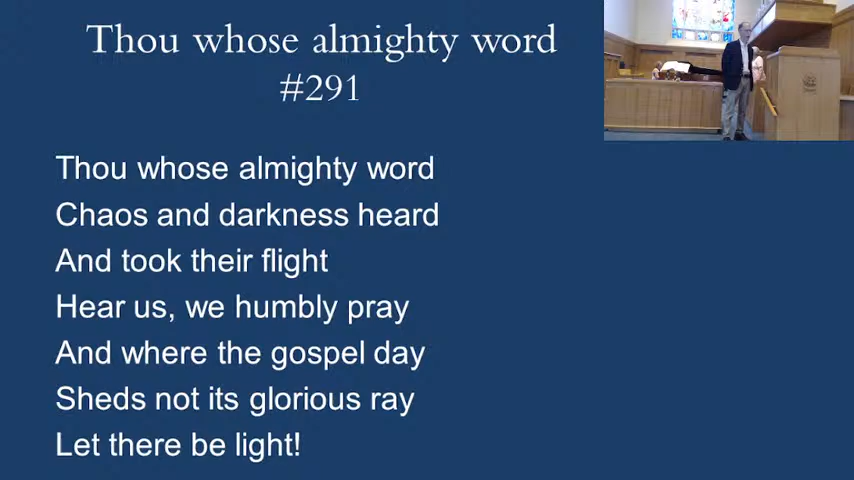 Thou whose almighty word
#291
Thou whose almighty word
Chaos and darkness heard
And took their flight
Hear us, we humbly pray
And where the gospel day
Sheds not its glorious ray
Let there be light!